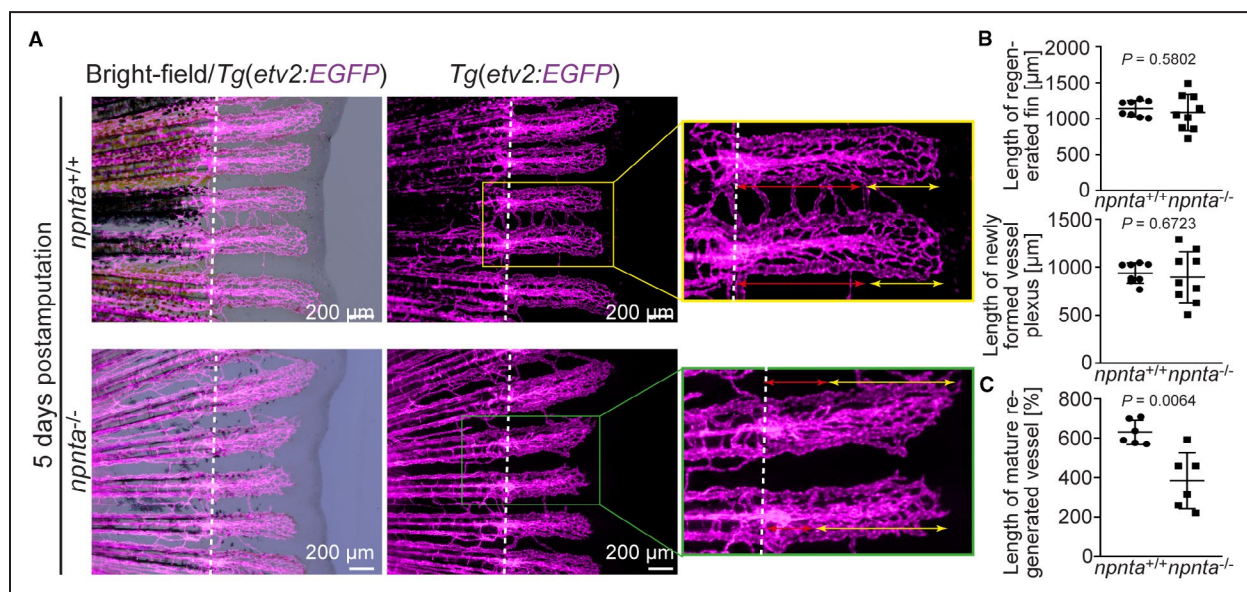 A
Bright-field/Tg(etv2:EGFP)
Tg(etv2:EGFP)
5 days postamputation
npnta+/+
200 µm
200 µm
npnta-/-
200 µm
200 µm
B
Length of regen-
erated fin [µm]
2000
1500
1000
500
0
P = 0.5802
npnta+/+ npnta-/-
Length of newly
formed vessel
plexus [µm]
1500
1000
500
0
P = 0.6723
npnta+/+ npnta-/-
C
Length of mature re-
generated vessel [%]
800
600
400
200
0
P = 0.0064
npnta+/+ npnta-/-